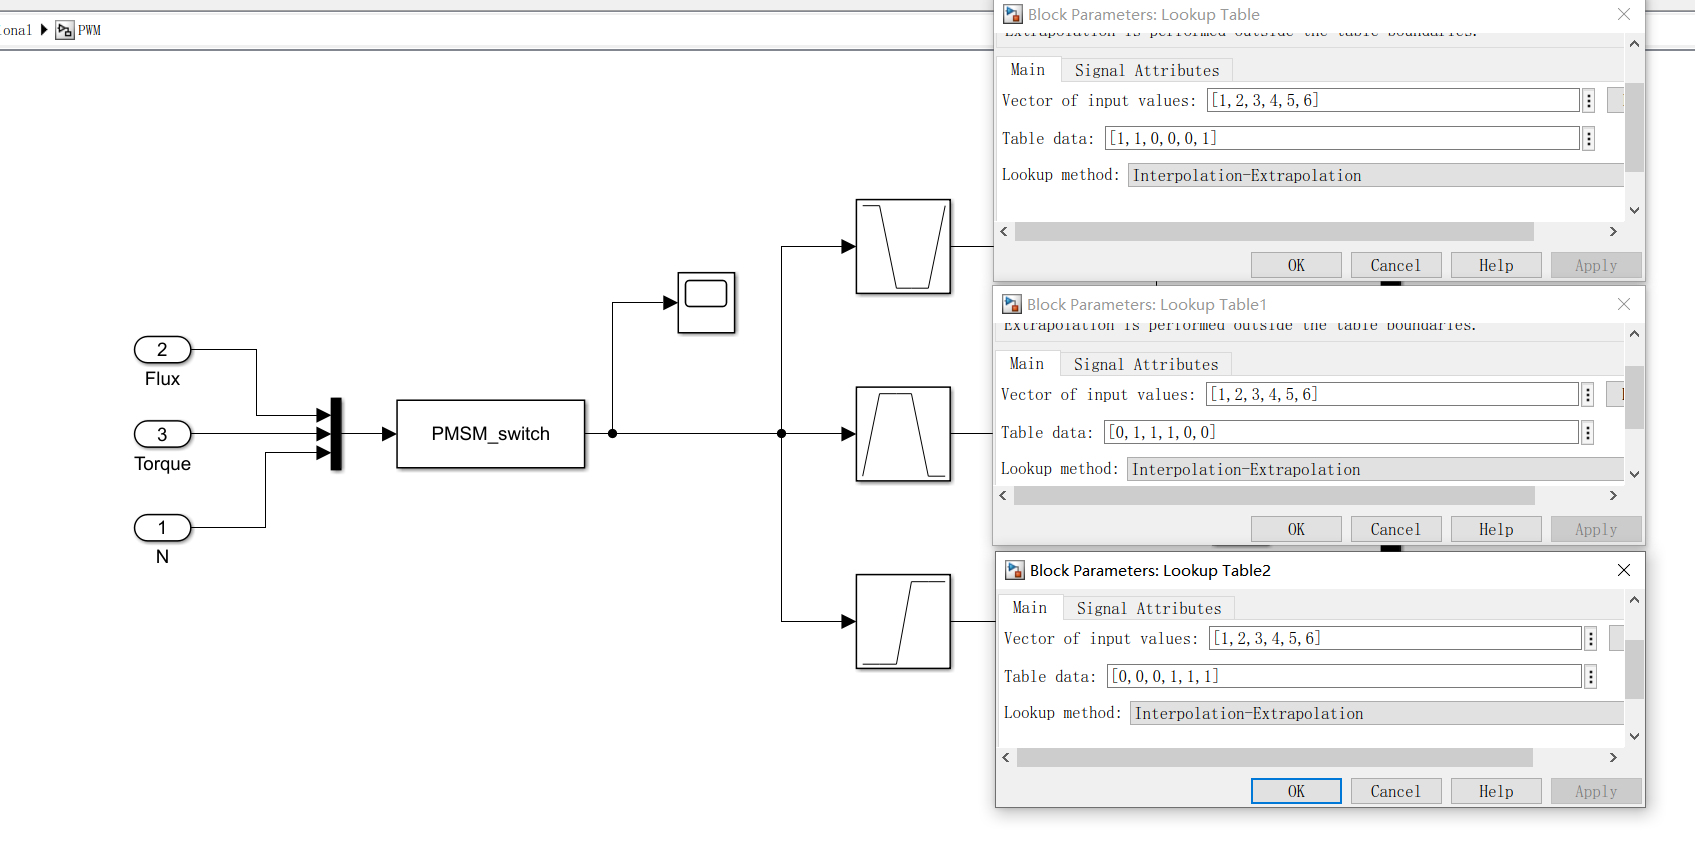 onal PWM
2
Flux
3
Torque
1
N
PMSM_switch
Block Parameters: Lookup Table
Extrapolation is performed outside the table boundaries.
Main Signal Attributes
Vector of input values: [1,2,3,4,5,6]
Table data: [1,1,0,0,0,1]
Lookup method: Interpolation-Extrapolation
OK Cancel Help Apply
Block Parameters: Lookup Table1
Extrapolation is performed outside the table boundaries.
Main Signal Attributes
Vector of input values: [1,2,3,4,5,6]
Table data: [0,1,1,1,0,0]
Lookup method: Interpolation-Extrapolation
OK Cancel Help Apply
Block Parameters: Lookup Table2
Main Signal Attributes
Vector of input values: [1,2,3,4,5,6]
Table data: [0,0,0,1,1,1]
Lookup method: Interpolation-Extrapolation
OK Cancel Help Apply